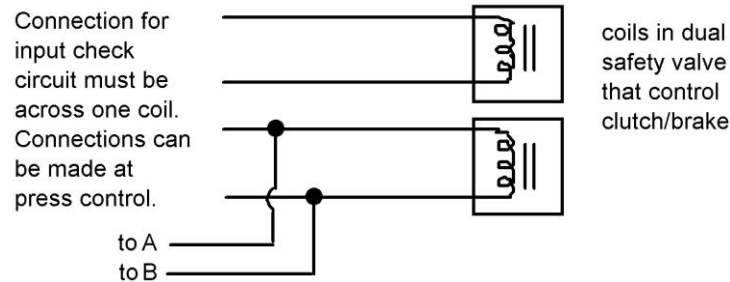 Connection for
input check
circuit must be
across one coil.
Connections can
be made at
press control.
coils in dual
safety valve
that control
clutch/brake
to A
to B